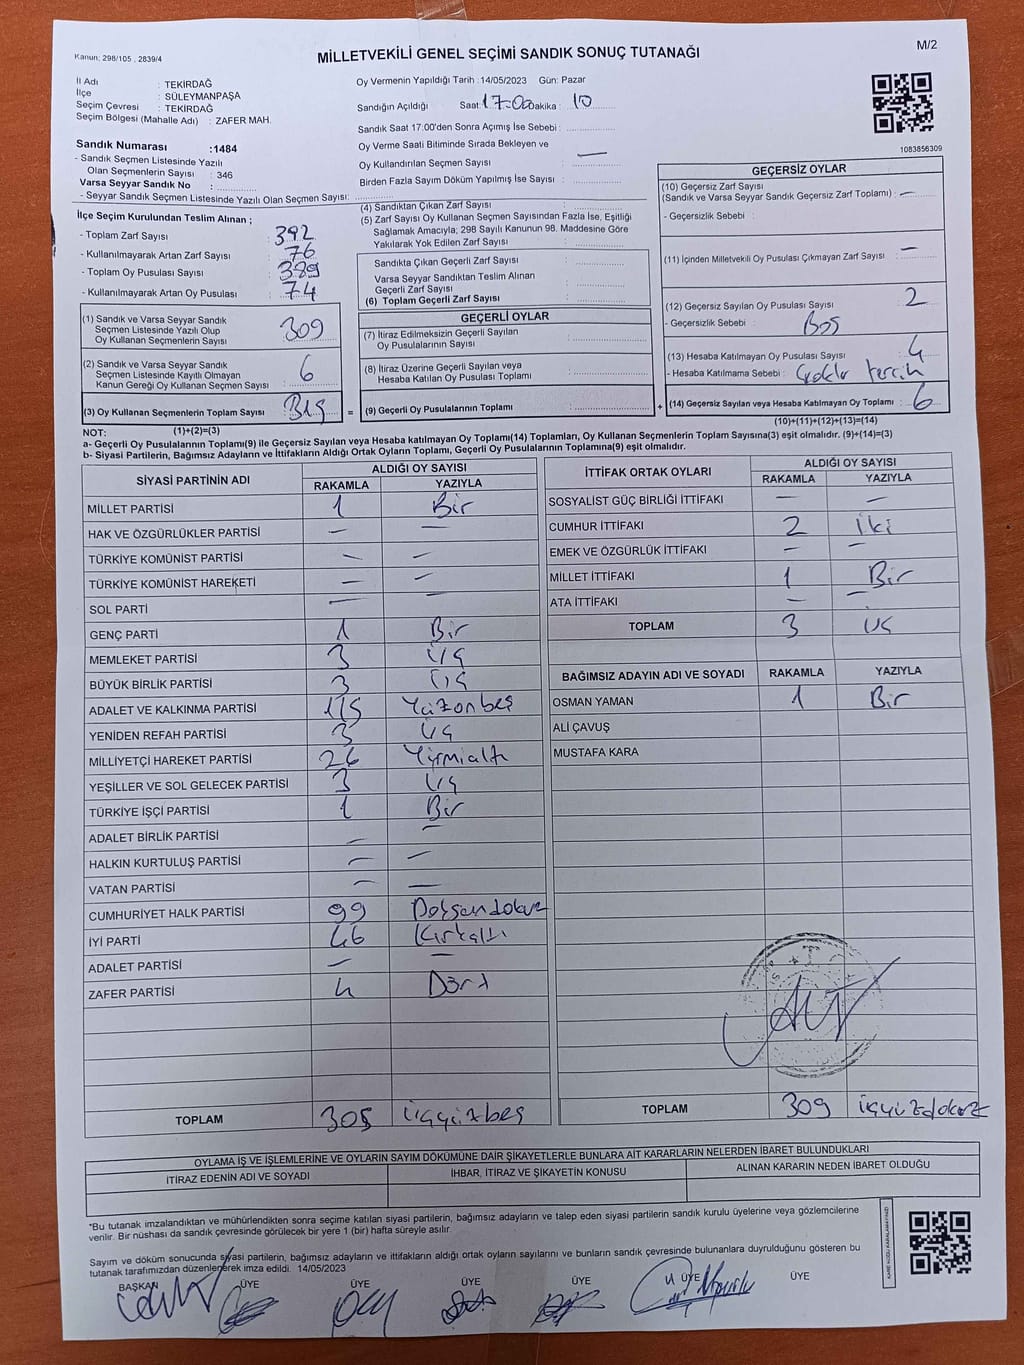 Kanun; 298/105 , 2839/4
MİLLETVEKİLİ GENEL SEÇİMİ SANDIK SONUÇ TUTANAĞI
M/2
İl Adı : TEKİRDAĞ
İlçe : SÜLEYMANPAŞA
Seçim Çevresi : TEKİRDAĞ
Seçim Bölgesi (Mahalle Adı) : ZAFER MAH.
Sandık Numarası :1484
- Sandık Seçmen Listesinde Yazılı
Olan Seçmenlerin Sayısı : 346
Varsa Seyyar Sandık No : ..............
- Seyyar Sandık Seçmen Listesinde Yazılı Olan Seçmen Sayısı: ..............
Oy Vermenin Yapıldığı Tarih :14/05/2023 Gün: Pazar
Sandığın Açıldığı Saat:17.00 Dakika : 10
Sandık Saat 17:00'den Sonra Açımış İse Sebebi : ..............
Oy Verme Saati Bitiminde Sırada Bekleyen ve
Oy Kullandırılan Seçmen Sayısı : —
Birden Fazla Sayım Döküm Yapılmış İse Sayısı : ..............
1083856309
İlçe Seçim Kurulundan Teslim Alınan ;
- Toplam Zarf Sayısı : 392
- Kullanılmayarak Artan Zarf Sayısı : 76
- Toplam Oy Pusulası Sayısı : 389
- Kullanılmayarak Artan Oy Pusulası : 74
(4) Sandıktan Çıkan Zarf Sayısı : ..............
(5) Zarf Sayısı Oy Kullanan Seçmen Sayısından Fazla İse, Eşitliği
Sağlamak Amacıyla; 298 Sayılı Kanunun 98. Maddesine Göre
Yakılarak Yok Edilen Zarf Sayısı : ..............
Sandıkta Çıkan Geçerli Zarf Sayısı : ..............
Varsa Seyyar Sandıktan Teslim Alınan
Geçerli Zarf Sayısı : ..............
(6) Toplam Geçerli Zarf Sayısı : ..............
GEÇERSİZ OYLAR
(10) Geçersiz Zarf Sayısı
(Sandık ve Varsa Seyyar Sandık Geçersiz Zarf Toplamı) : —
- Geçersizlik Sebebi :
(11) İçinden Milletvekili Oy Pusulası Çıkmayan Zarf Sayısı : —
(12) Geçersiz Sayılan Oy Pusulası Sayısı : 2
- Geçersizlik Sebebi : Boş
(13) Hesaba Katılmayan Oy Pusulası Sayısı : 4
- Hesaba Katılmama Sebebi : Çoklu tercih
(14) Geçersiz Sayılan veya Hesaba Katılmayan Oy Toplamı : 6
(10)+(11)+(12)+(13)=(14)
(1) Sandık ve Varsa Seyyar Sandık
Seçmen Listesinde Yazılı Olup
Oy Kullanan Seçmenlerin Sayısı : 309
(2) Sandık ve Varsa Seyyar Sandık
Seçmen Listesinde Kayıtlı Olmayan
Kanun Gereği Oy Kullanan Seçmen Sayısı : 6
(3) Oy Kullanan Seçmenlerin Toplam Sayısı : 315 =
(1)+(2)=(3)
GEÇERLİ OYLAR
(7) İtiraz Edilmeksizin Geçerli Sayılan
Oy Pusulalarının Sayısı : ..............
(8) İtiraz Üzerine Geçerli Sayılan veya
Hesaba Katılan Oy Pusulası Toplamı : ..............
(9) Geçerli Oy Pusulalarının Toplamı : .............. +
NOT:
a- Geçerli Oy Pusulalarının Toplamı(9) ile Geçersiz Sayılan veya Hesaba katılmayan Oy Toplamı(14) Toplamları, Oy Kullanan Seçmenlerin Toplam Sayısına(3) eşit olmalıdır. (9)+(14)=(3)
b- Siyasi Partilerin, Bağımsız Adayların ve İttifakların Aldığı Ortak Oyların Toplamı, Geçerli Oy Pusulalarının Toplamına(9) eşit olmalıdır.
SİYASİ PARTİNİN ADI ALDIĞI OY SAYISI
RAKAMLA YAZIYLA
MİLLET PARTİSİ 1 Bir
HAK VE ÖZGÜRLÜKLER PARTİSİ — —
TÜRKİYE KOMÜNİST PARTİSİ — —
TÜRKİYE KOMÜNİST HAREKETİ — —
SOL PARTİ — —
GENÇ PARTİ 1 Bir
MEMLEKET PARTİSİ 3 Üç
BÜYÜK BİRLİK PARTİSİ 3 Üç
ADALET VE KALKINMA PARTİSİ 115 Yüzonbeş
YENİDEN REFAH PARTİSİ 3 Üç
MİLLİYETÇİ HAREKET PARTİSİ 26 Yirmialtı
YEŞİLLER VE SOL GELECEK PARTİSİ 3 Üç
TÜRKİYE İŞÇİ PARTİSİ 1 Bir
ADALET BİRLİK PARTİSİ — —
HALKIN KURTULUŞ PARTİSİ — —
VATAN PARTİSİ — —
CUMHURİYET HALK PARTİSİ 99 Doksandokuz
İYİ PARTİ 46 Kırkaltı
ADALET PARTİSİ — —
ZAFER PARTİSİ 4 Dört
TOPLAM 305 üçyüzbeş
İTTİFAK ORTAK OYLARI ALDIĞI OY SAYISI
RAKAMLA YAZIYLA
SOSYALİST GÜÇ BİRLİĞİ İTTİFAKI — —
CUMHUR İTTİFAKI 2 iki
EMEK VE ÖZGÜRLÜK İTTİFAKI — —
MİLLET İTTİFAKI 1 Bir
ATA İTTİFAKI — —
TOPLAM 3 üç
BAĞIMSIZ ADAYIN ADI VE SOYADI RAKAMLA YAZIYLA
OSMAN YAMAN 1 Bir
ALİ ÇAVUŞ
MUSTAFA KARA
TOPLAM 309 üçyüzdokuz
OYLAMA İŞ VE İŞLEMLERİNE VE OYLARIN SAYIM DÖKÜMÜNE DAİR ŞİKAYETLERLE BUNLARA AİT KARARLARIN NELERDEN İBARET BULUNDUKLARI
İTİRAZ EDENİN ADI VE SOYADI İHBAR, İTİRAZ VE ŞİKAYETİN KONUSU ALINAN KARARIN NEDEN İBARET OLDUĞU
*Bu tutanak imzalandıktan ve mühürlendikten sonra seçime katılan siyasi partilerin, bağımsız adayların ve talep eden siyasi partilerin sandık kurulu üyelerine veya gözlemcilerine
verilir. Bir nüshası da sandık çevresinde görülecek bir yere 1 (bir) hafta süreyle asılır.
Sayım ve döküm sonucunda siyasi partilerin, bağımsız adayların ve ittifakların aldığı ortak oyların sayılarını ve bunların sandık çevresinde bulunanlara duyrulduğunu gösteren bu
tutanak tarafımızdan düzenlenerek imza edildi. 14/05/2023
BAŞKAN ÜYE ÜYE ÜYE ÜYE ÜYE ÜYE
KARE KODU KARALAMAYINIZ!